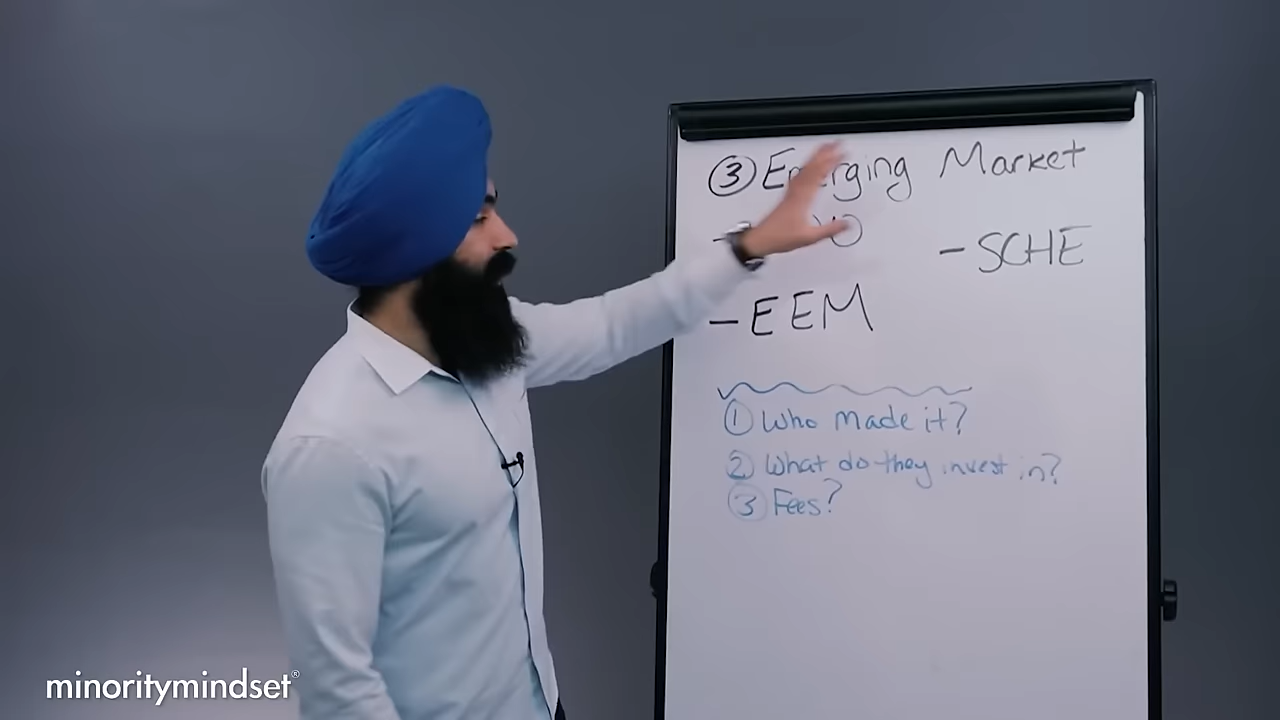 ③ Emerging Market
- SCHE
- EEM
① Who Made it?
② What do they invest in?
③ Fees?
minoritymindset®